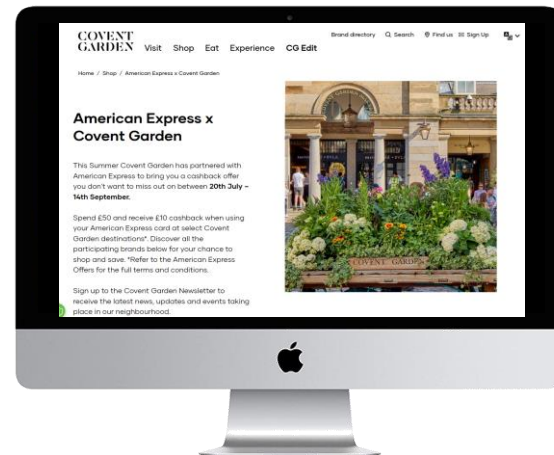 COVENT
GARDEN
Visit Shop Eat Experience CG Edit
Brand directory Search Find us Sign Up
Home / Shop / American Express x Covent Garden
American Express x
Covent Garden
This Summer Covent Garden has partnered with
American Express to bring you a cashback offer
you don't want to miss out on between 20th July –
14th September.
Spend £50 and receive £10 cashback when using
your American Express card at select Covent
Garden destinations*. Discover all the
participating brands below for your chance to
shop and save. *Refer to the American Express
Offers for the full terms and conditions.
Sign up to the Covent Garden Newsletter to
receive the latest news, updates and events taking
place in our neighbourhood.
COVENT GARDEN